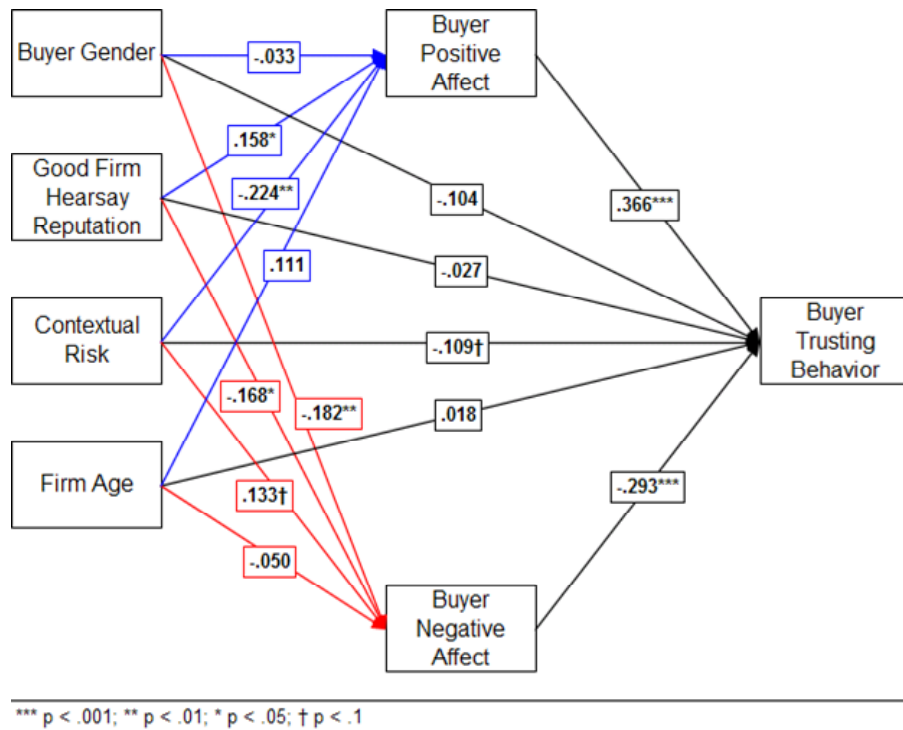 Buyer Gender
Buyer
Positive
Affect
-.033
.158*
Good Firm
Hearsay
Reputation
-.224**
-.104
.366***
.111
-.027
Contextual
Risk
-.109†
Buyer
Trusting
Behavior
-.168*
-.182**
.018
Firm Age
.133†
-.293***
-.050
Buyer
Negative
Affect
*** p < .001; ** p < .01; * p < .05; † p < .1